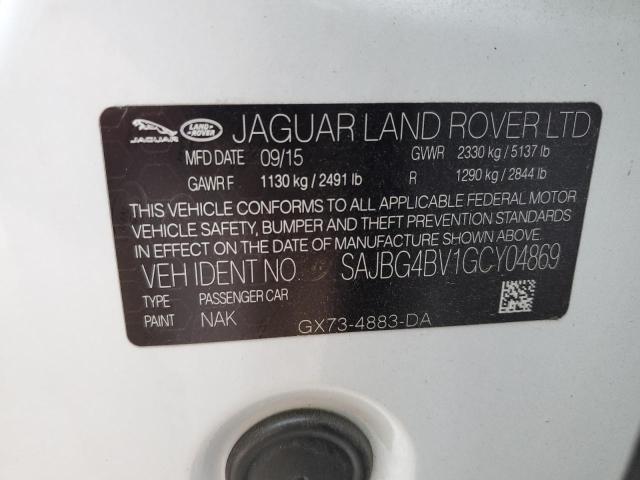 JAGUAR LAND ROVER JAGUAR LAND ROVER LTD
MFD DATE 09/15 GVWR 2330 kg / 5137 lb
GAWR F 1130 kg / 2491 lb R 1290 kg / 2844 lb
THIS VEHICLE CONFORMS TO ALL APPLICABLE FEDERAL MOTOR
VEHICLE SAFETY, BUMPER AND THEFT PREVENTION STANDARDS
IN EFFECT ON THE DATE OF MANUFACTURE SHOWN ABOVE.
VEH IDENT NO SAJBG4BV1GCY04869
TYPE PASSENGER CAR
PAINT NAK GX73-4883-DA